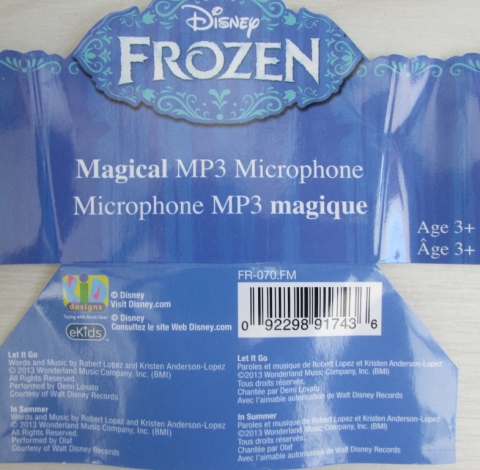 Disney
FROZEN
Magical MP3 Microphone
Microphone MP3 magique
Age 3+
Âge 3+
FR-070.FM
KID
designs
© Disney
Visit Disney.com
© Disney
Consultez le site Web Disney.com
eKids
0 92298 91743 6
Let It Go
Words and Music by Robert Lopez and Kristen Anderson-Lopez
© 2013 Wonderland Music Company, Inc. (BMI)
All Rights Reserved.
Performed by Demi Lovato
Courtesy of Walt Disney Records
In Summer
Words and Music by Robert Lopez and Kristen Anderson-Lopez
© 2013 Wonderland Music Company, Inc. (BMI)
All Rights Reserved.
Performed by Olaf
Courtesy of Walt Disney Records
Let It Go
Paroles et musique de Robert Lopez et Kristen Anderson-Lopez
©2013 Wonderland Music Company, Inc. (BMI)
Tous droits réservés.
Chantée par Demi Lovato
Avec l'aimable autorisation de Walt Disney Records
In Summer
Paroles et musique de Robert Lopez et Kristen Anderson-Lopez
©2013 Wonderland Music Company, Inc. (BMI)
Tous droits réservés.
Chantée par Olaf
Avec l'aimable autorisation de Walt Disney Records